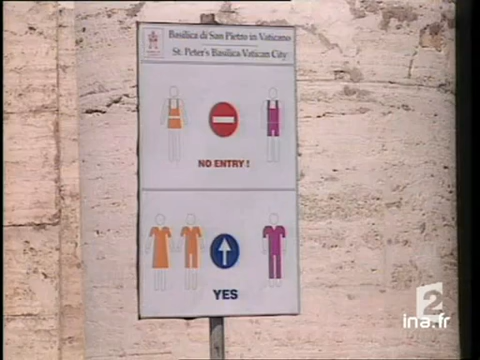 Basilica di San Pietro in Vaticano
St. Peter's Basilica Vatican City
NO ENTRY !
YES
2
ina.fr